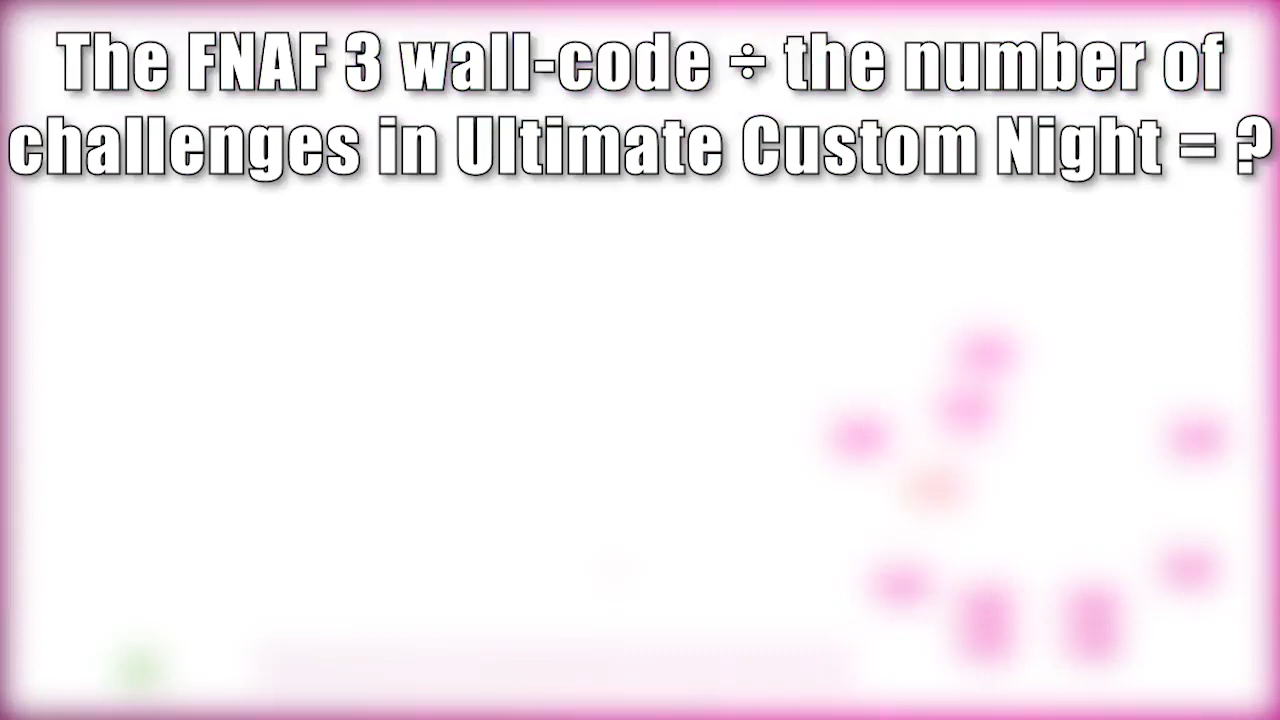 The FNAF 3 wall-code ÷ the number of
challenges in Ultimate Custom Night = ?